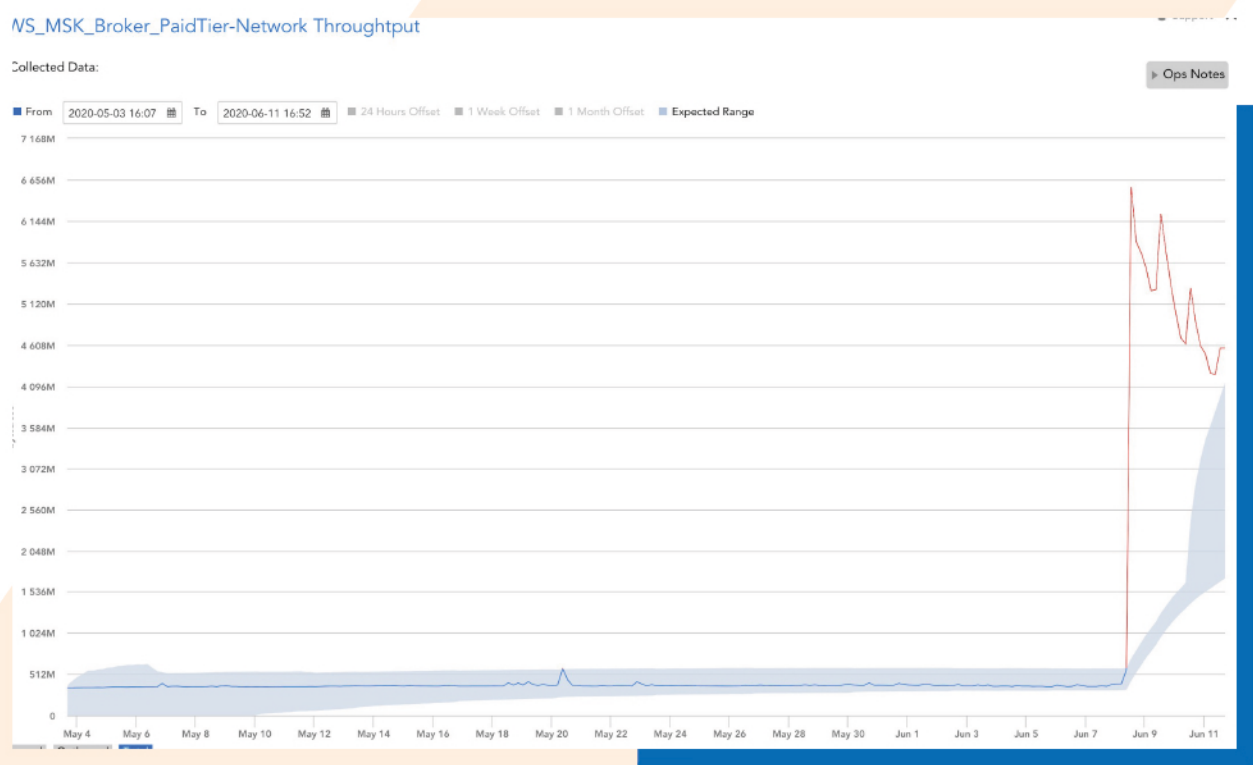 WS_MSK_Broker_PaidTier-Network Throughtput
Collected Data:
Ops Notes
From 2020-05-03 16:07 To 2020-06-11 16:52 24 Hours Offset 1 Week Offset 1 Month Offset Expected Range
7 168M
6 656M
6 144M
5 632M
5 120M
4 608M
4 096M
3 584M
3 072M
2 560M
2 048M
1 536M
1 024M
512M
0
May 4 May 6 May 8 May 10 May 12 May 14 May 16 May 18 May 20 May 22 May 24 May 26 May 28 May 30 Jun 1 Jun 3 Jun 5 Jun 7 Jun 9 Jun 11